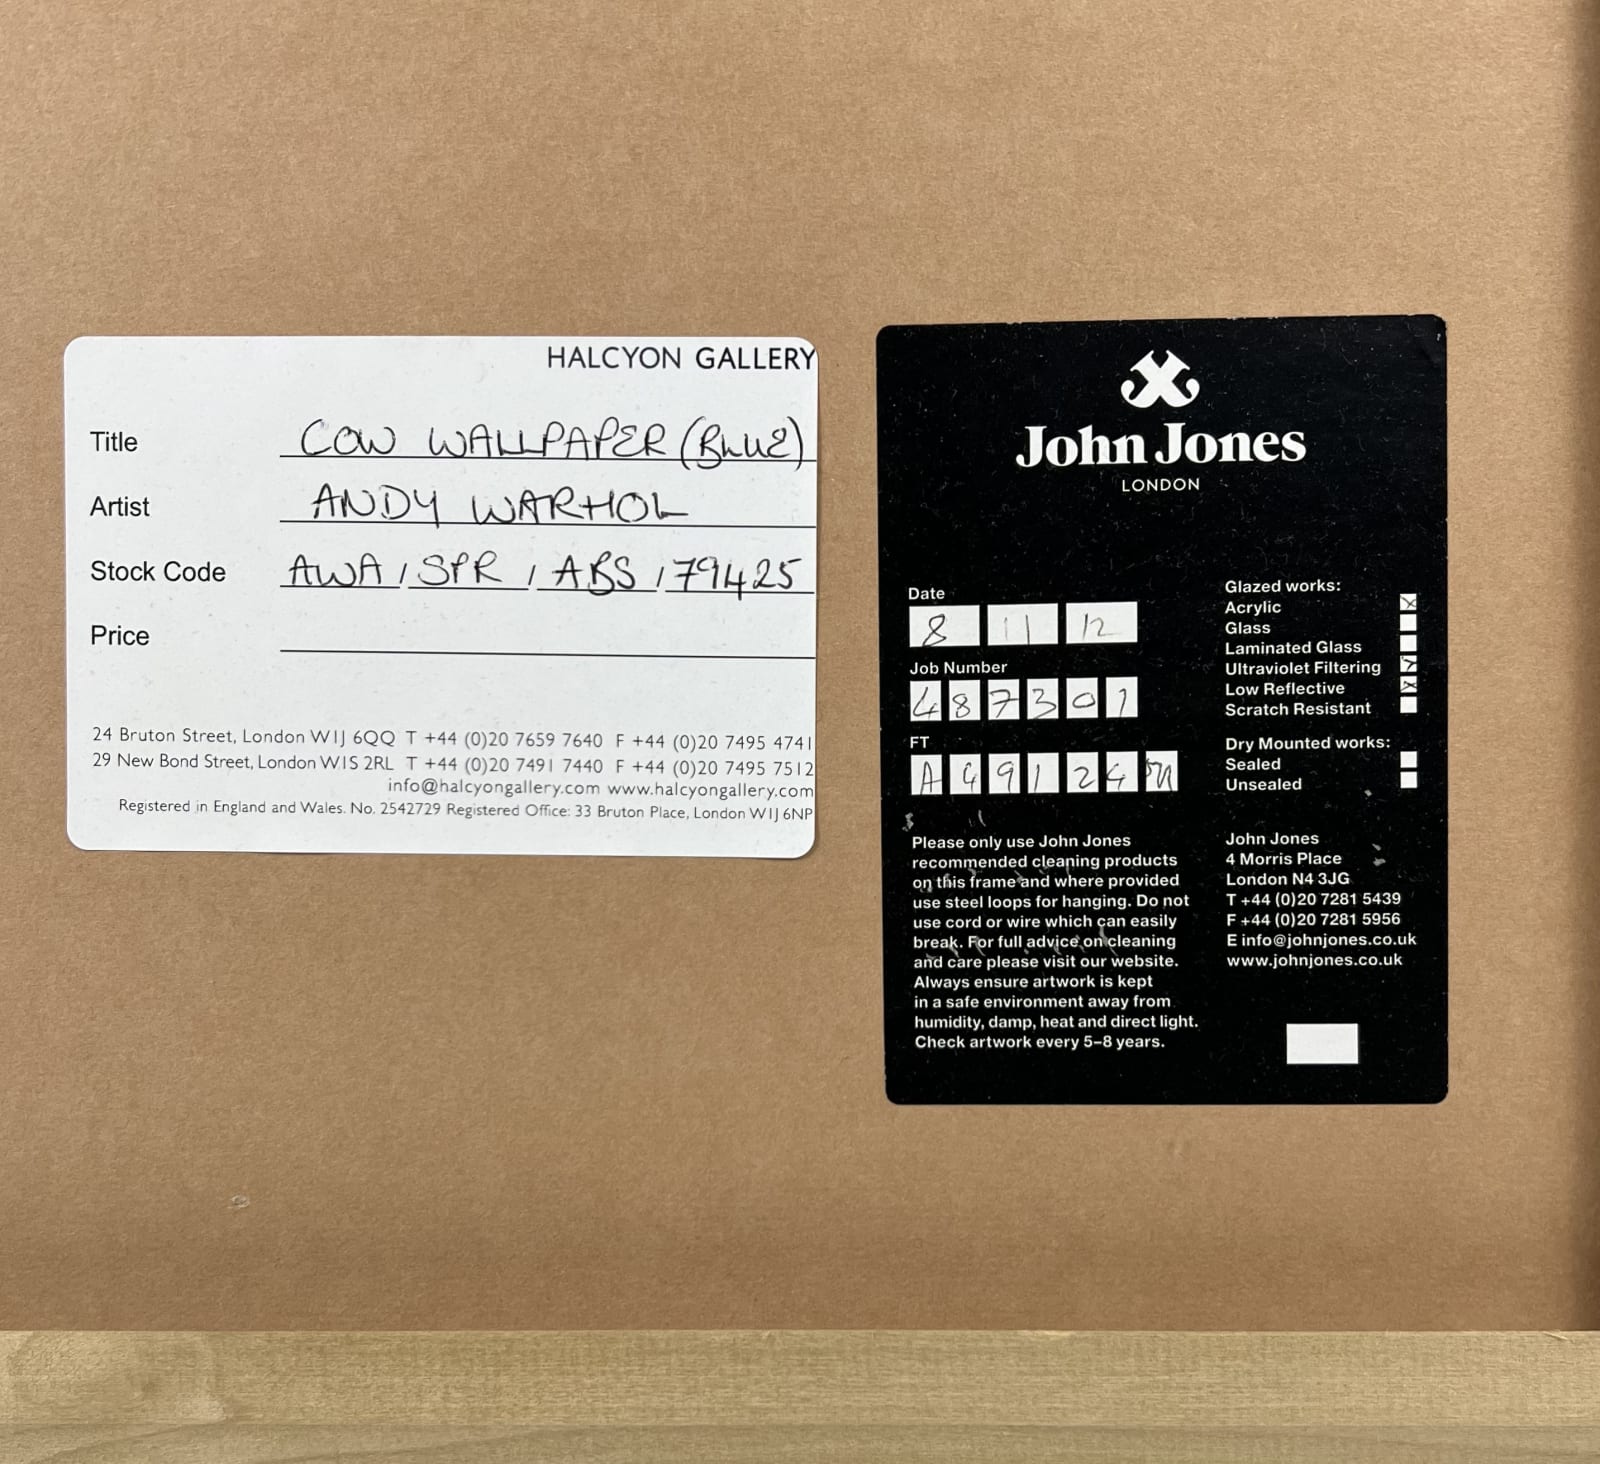 HALCYON GALLERY
Title COW WALLPAPER (BLUE)
Artist ANDY WARHOL
Stock Code AWA / SPR / ABS / 79425
Price
24 Bruton Street, London W1J 6QQ T +44 (0)20 7659 7640 F +44 (0)20 7495 4741
29 New Bond Street, London W1S 2RL T +44 (0)20 7491 7440 F +44 (0)20 7495 7512
info@halcyongallery.com www.halcyongallery.com
Registered in England and Wales. No. 2542729 Registered Office: 33 Bruton Place, London W1J 6NP
John Jones
LONDON
Date
8 11 12
Job Number
487301
FT
A49124M
Glazed works:
Acrylic
Glass
Laminated Glass
Ultraviolet Filtering
Low Reflective
Scratch Resistant
Dry Mounted works:
Sealed
Unsealed
Please only use John Jones
recommended cleaning products
on this frame and where provided
use steel loops for hanging. Do not
use cord or wire which can easily
break. For full advice on cleaning
and care please visit our website.
Always ensure artwork is kept
in a safe environment away from
humidity, damp, heat and direct light.
Check artwork every 5–8 years.
John Jones
4 Morris Place
London N4 3JG
T +44 (0)20 7281 5439
F +44 (0)20 7281 5956
E info@johnjones.co.uk
www.johnjones.co.uk